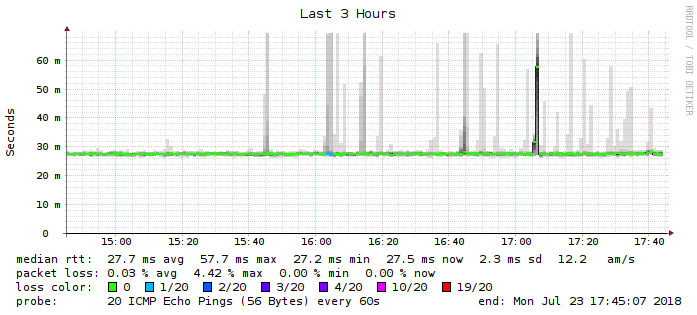 Last 3 Hours
RRDTOOL / TOBI OETIKER
Seconds
60 m
50 m
40 m
30 m
20 m
10 m
0
15:00 15:20 15:40 16:00 16:20 16:40 17:00 17:20 17:40
median rtt: 27.7 ms avg 57.7 ms max 27.2 ms min 27.5 ms now 2.3 ms sd 12.2 am/s
packet loss: 0.03 % avg 4.42 % max 0.00 % min 0.00 % now
loss color: 0 1/20 2/20 3/20 4/20 10/20 19/20
probe: 20 ICMP Echo Pings (56 Bytes) every 60s end: Mon Jul 23 17:45:07 2018